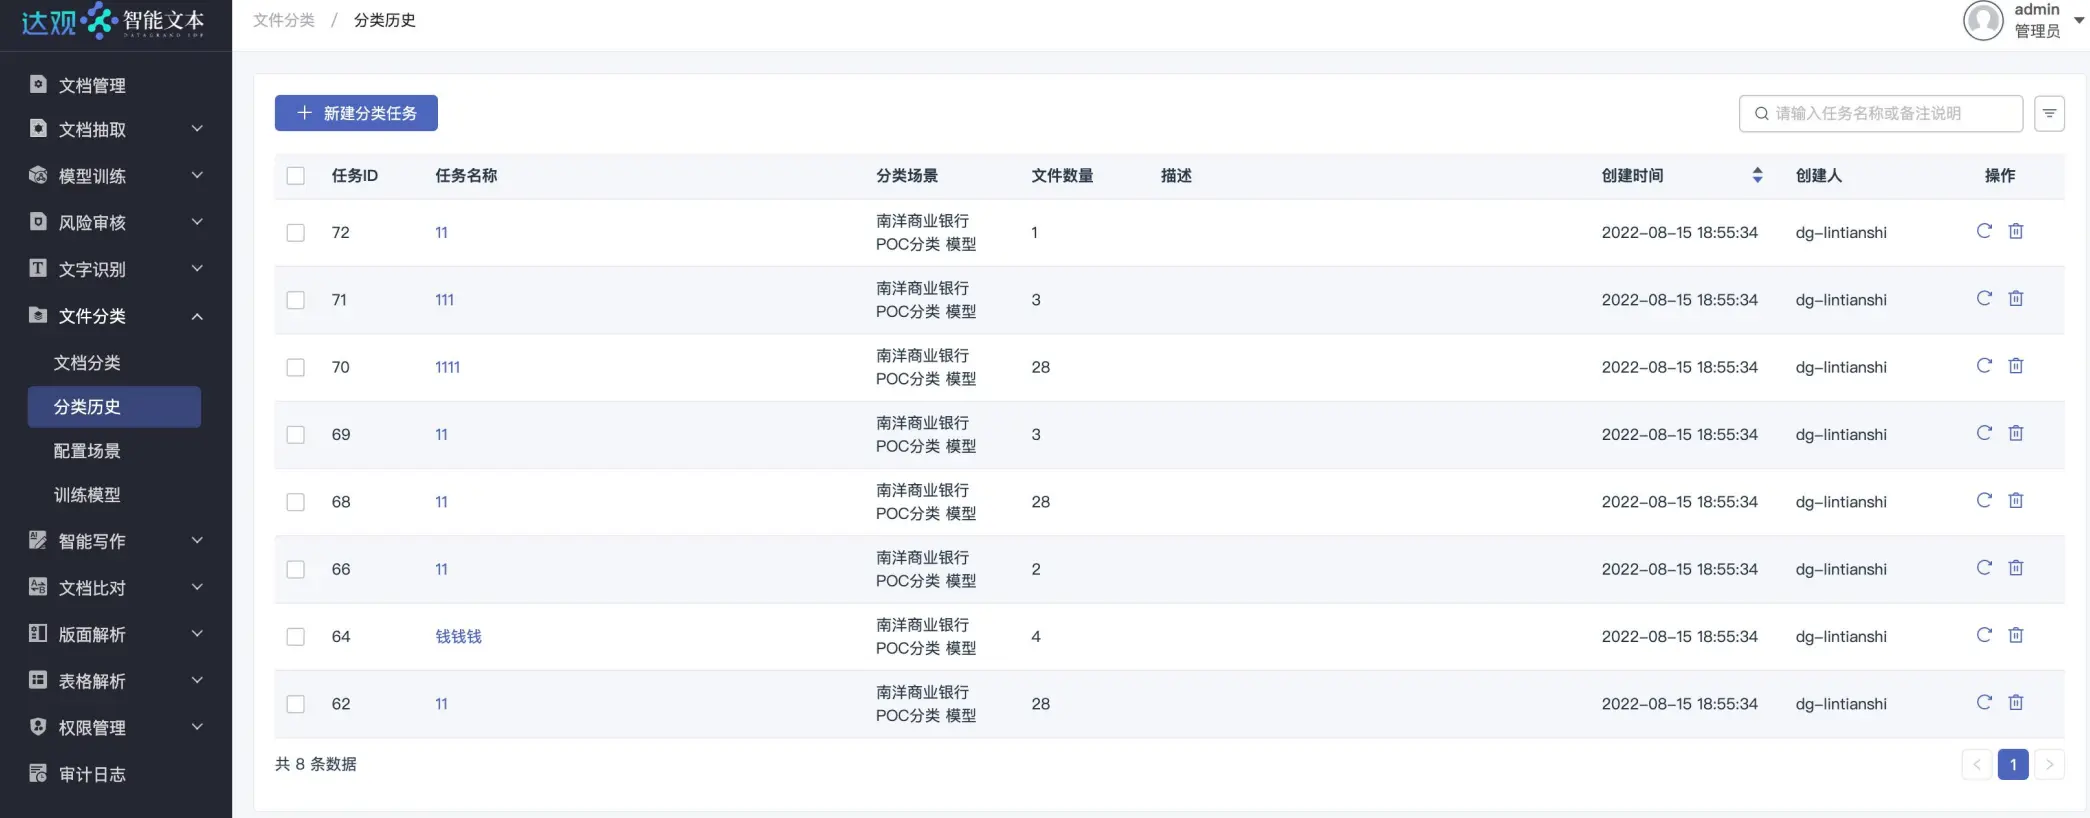 达观 智能文本
DATAGRAND IDP
文件分类 / 分类历史
admin
管理员
文档管理
文档抽取
模型训练
风险审核
文字识别
文件分类
文档分类
分类历史
配置场景
训练模型
智能写作
文档比对
版面解析
表格解析
权限管理
审计日志
新建分类任务
请输入任务名称或备注说明
任务ID 任务名称 分类场景 文件数量 描述 创建时间 创建人 操作
72 11 南洋商业银行 1 2022-08-15 18:55:34 dg-lintianshi
POC分类 模型
71 111 南洋商业银行 3 2022-08-15 18:55:34 dg-lintianshi
POC分类 模型
70 1111 南洋商业银行 28 2022-08-15 18:55:34 dg-lintianshi
POC分类 模型
69 11 南洋商业银行 3 2022-08-15 18:55:34 dg-lintianshi
POC分类 模型
68 11 南洋商业银行 28 2022-08-15 18:55:34 dg-lintianshi
POC分类 模型
66 11 南洋商业银行 2 2022-08-15 18:55:34 dg-lintianshi
POC分类 模型
64 钱钱钱 南洋商业银行 4 2022-08-15 18:55:34 dg-lintianshi
POC分类 模型
62 11 南洋商业银行 28 2022-08-15 18:55:34 dg-lintianshi
POC分类 模型
共 8 条数据
1